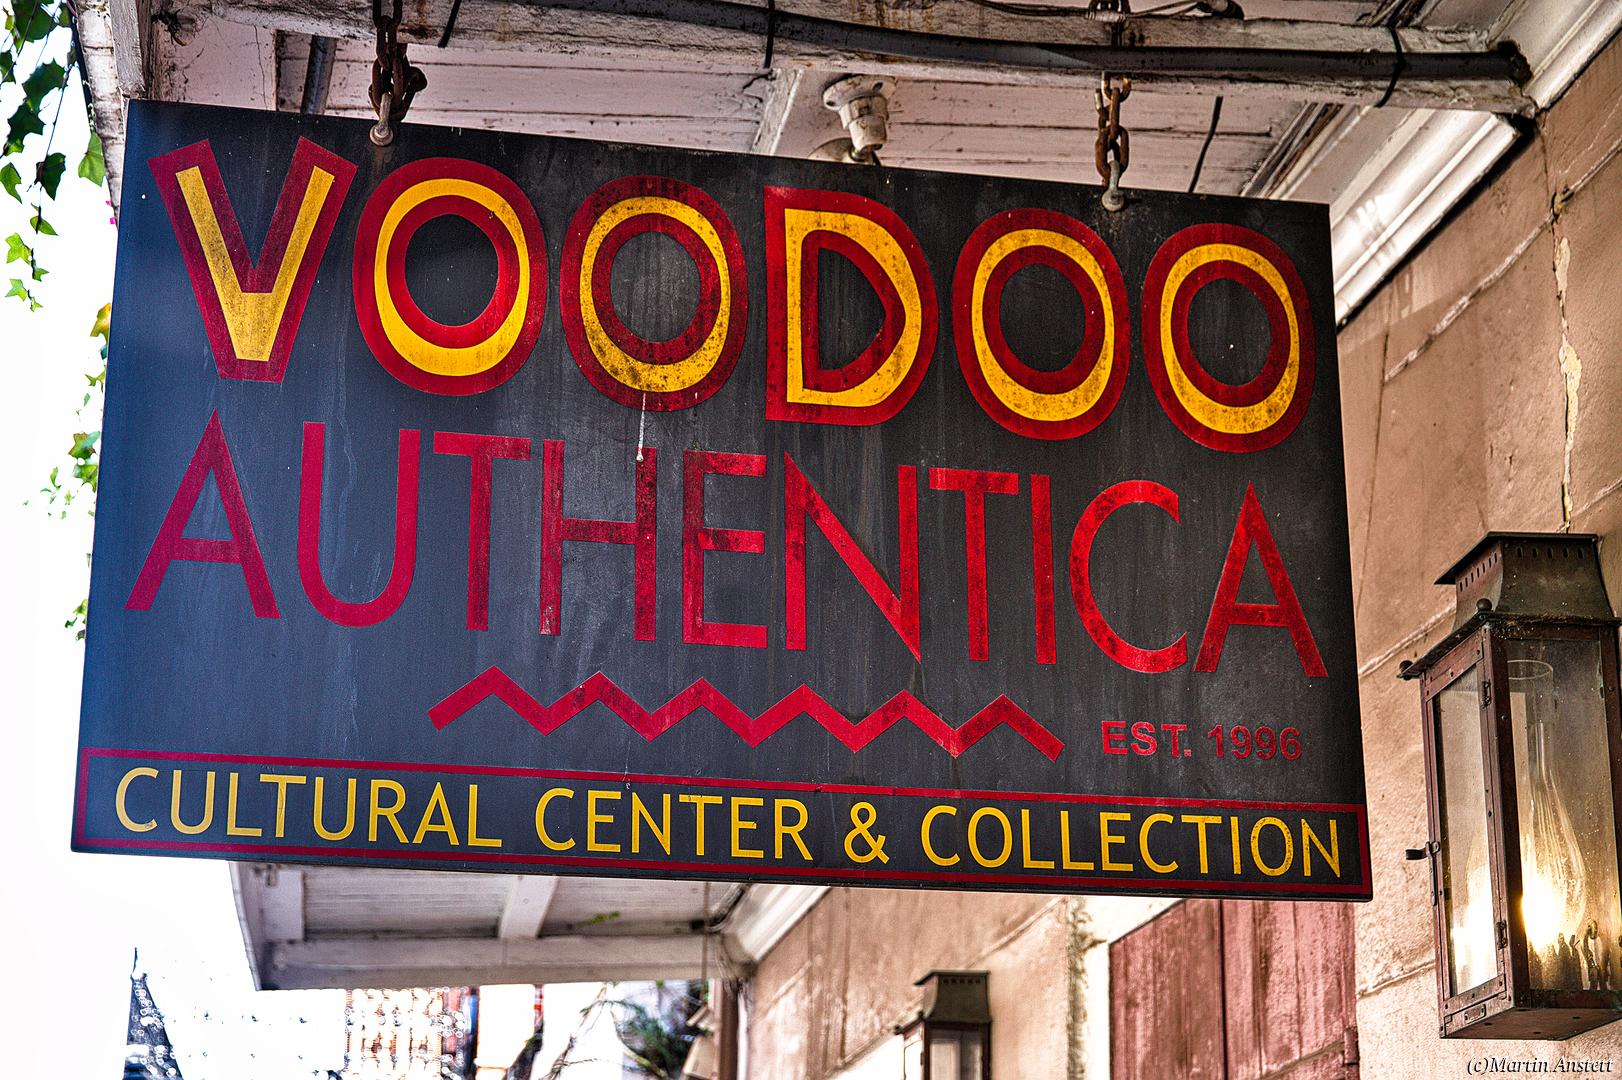 VOODOO
AUTHENTICA
EST. 1996
CULTURAL CENTER & COLLECTION
(c)Martin Anstett